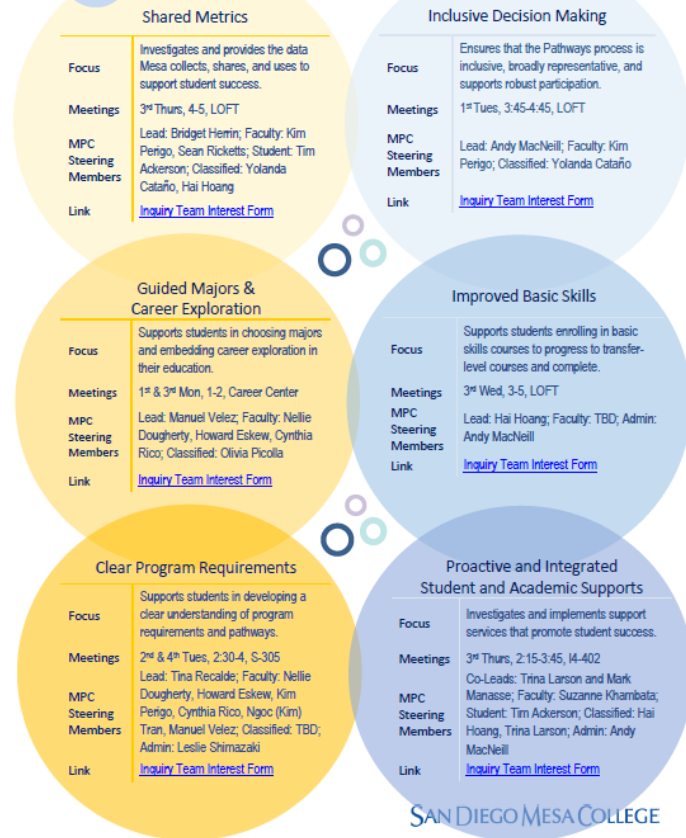 Shared Metrics
Focus
Investigates and provides the data
Mesa collects, shares, and uses to
support student success.
Meetings
3rd Thurs, 4-5, LOFT
MPC
Steering
Members
Lead: Bridget Herrin; Faculty: Kim
Perigo, Sean Ricketts; Student: Tim
Ackerson; Classified: Yolanda
Cataño, Hai Hoang
Link
Inquiry Team Interest Form
Inclusive Decision Making
Focus
Ensures that the Pathways process is
inclusive, broadly representative, and
supports robust participation.
Meetings
1st Tues, 3:45-4:45, LOFT
MPC
Steering
Members
Lead: Andy MacNeill; Faculty: Kim
Perigo; Classified: Yolanda Cataño
Link
Inquiry Team Interest Form
Guided Majors &
Career Exploration
Focus
Supports students in choosing majors
and embedding career exploration in
their education.
Meetings
1st & 3rd Mon, 1-2, Career Center
MPC
Steering
Members
Lead: Manuel Velez; Faculty: Nellie
Dougherty, Howard Eskew, Cynthia
Rico; Classified: Olivia Picolla
Link
Inquiry Team Interest Form
Improved Basic Skills
Focus
Supports students enrolling in basic
skills courses to progress to transfer-
level courses and complete.
Meetings
3rd Wed, 3-5, LOFT
MPC
Steering
Members
Lead: Hai Hoang; Faculty: TBD; Admin:
Andy MacNeill
Link
Inquiry Team Interest Form
Clear Program Requirements
Focus
Supports students in developing a
clear understanding of program
requirements and pathways.
Meetings
2nd & 4th Tues, 2:30-4, S-305
MPC
Steering
Members
Lead: Tina Recalde; Faculty: Nellie
Dougherty, Howard Eskew, Kim
Perigo, Cynthia Rico, Ngoc (Kim)
Tran, Manuel Velez; Classified: TBD;
Admin: Leslie Shimazaki
Link
Inquiry Team Interest Form
Proactive and Integrated
Student and Academic Supports
Focus
Investigates and implements support
services that promote student success.
Meetings
3rd Thurs, 2:15-3:45, I4-402
MPC
Steering
Members
Co-Leads: Trina Larson and Mark
Manasse; Faculty: Suzanne Khambata;
Student: Tim Ackerson; Classified: Hai
Hoang, Trina Larson; Admin: Andy
MacNeill
Link
Inquiry Team Interest Form
SAN DIEGO MESA COLLEGE